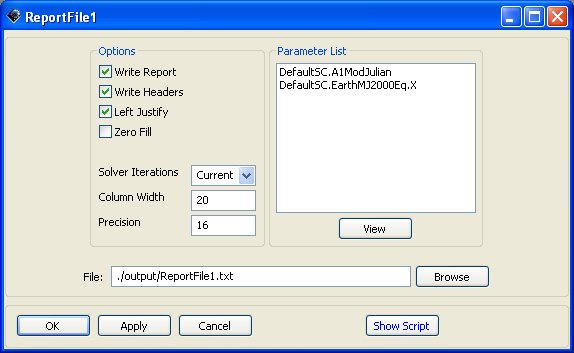 ReportFile1
Options
Write Report
Write Headers
Left Justify
Zero Fill
Solver Iterations Current
Column Width 20
Precision 16
Parameter List
DefaultSC.A1ModJulian
DefaultSC.EarthMJ2000Eq.X
View
File: ./output/ReportFile1.txt Browse
OK Apply Cancel Show Script